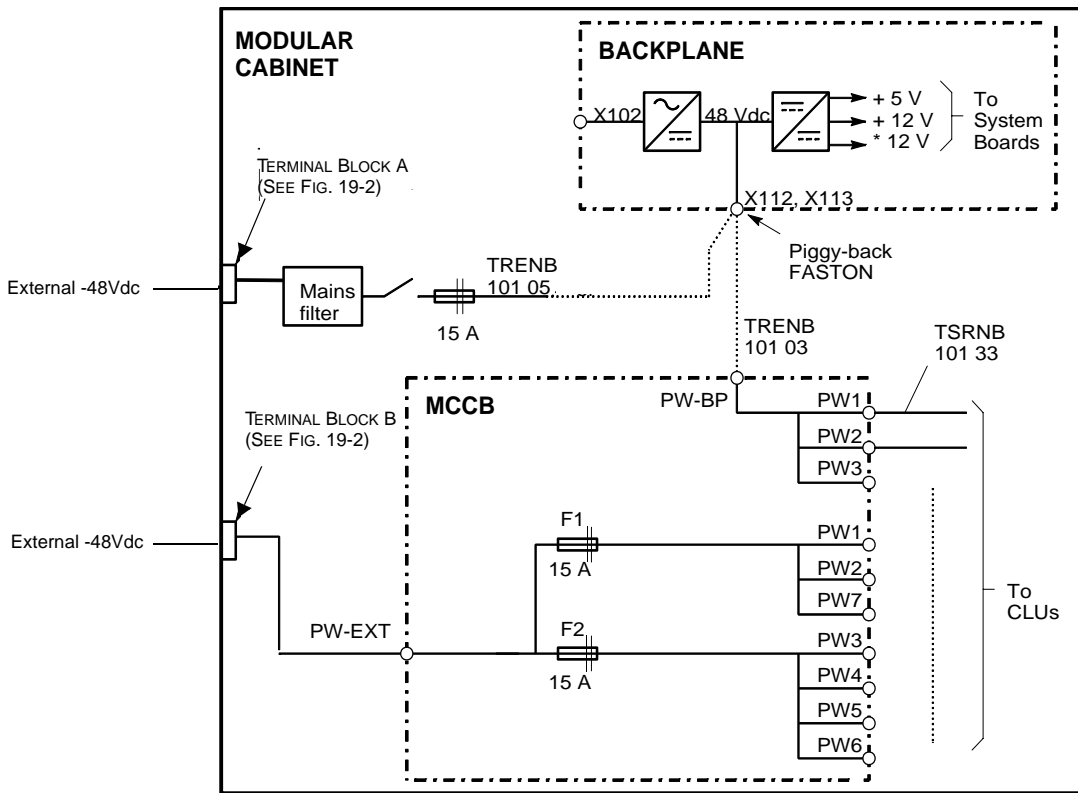 MODULAR
CABINET
BACKPLANE
X102
48 Vdc
+ 5 V
+ 12 V
* 12 V
To
System
Boards
TERMINAL BLOCK A
(SEE FIG. 19-2)
X112, X113
Piggy-back
FASTON
External -48Vdc
Mains
filter
TRENB
101 05
15 A
TRENB
101 03
TSRNB
101 33
MCCB
PW-BP
PW1
PW2
PW3
TERMINAL BLOCK B
(SEE FIG. 19-2)
External -48Vdc
F1
15 A
PW1
PW2
PW7
To
CLUs
PW-EXT
F2
15 A
PW3
PW4
PW5
PW6